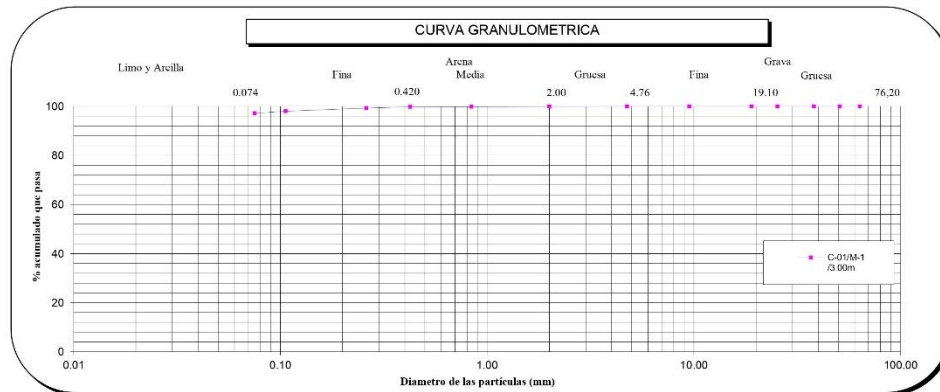 CURVA GRANULOMETRICA
Limo y Arcilla
Arena
Grava
Fina
Media
Gruesa
Fina
Gruesa
0.074
0.420
2.00
4.76
19.10
76,20
% acumulado que pasa
100
80
60
40
20
0
C-01/M-1
/3.00m
0.01
0.10
1.00
10.00
100.00
Diametro de las partículas (mm)